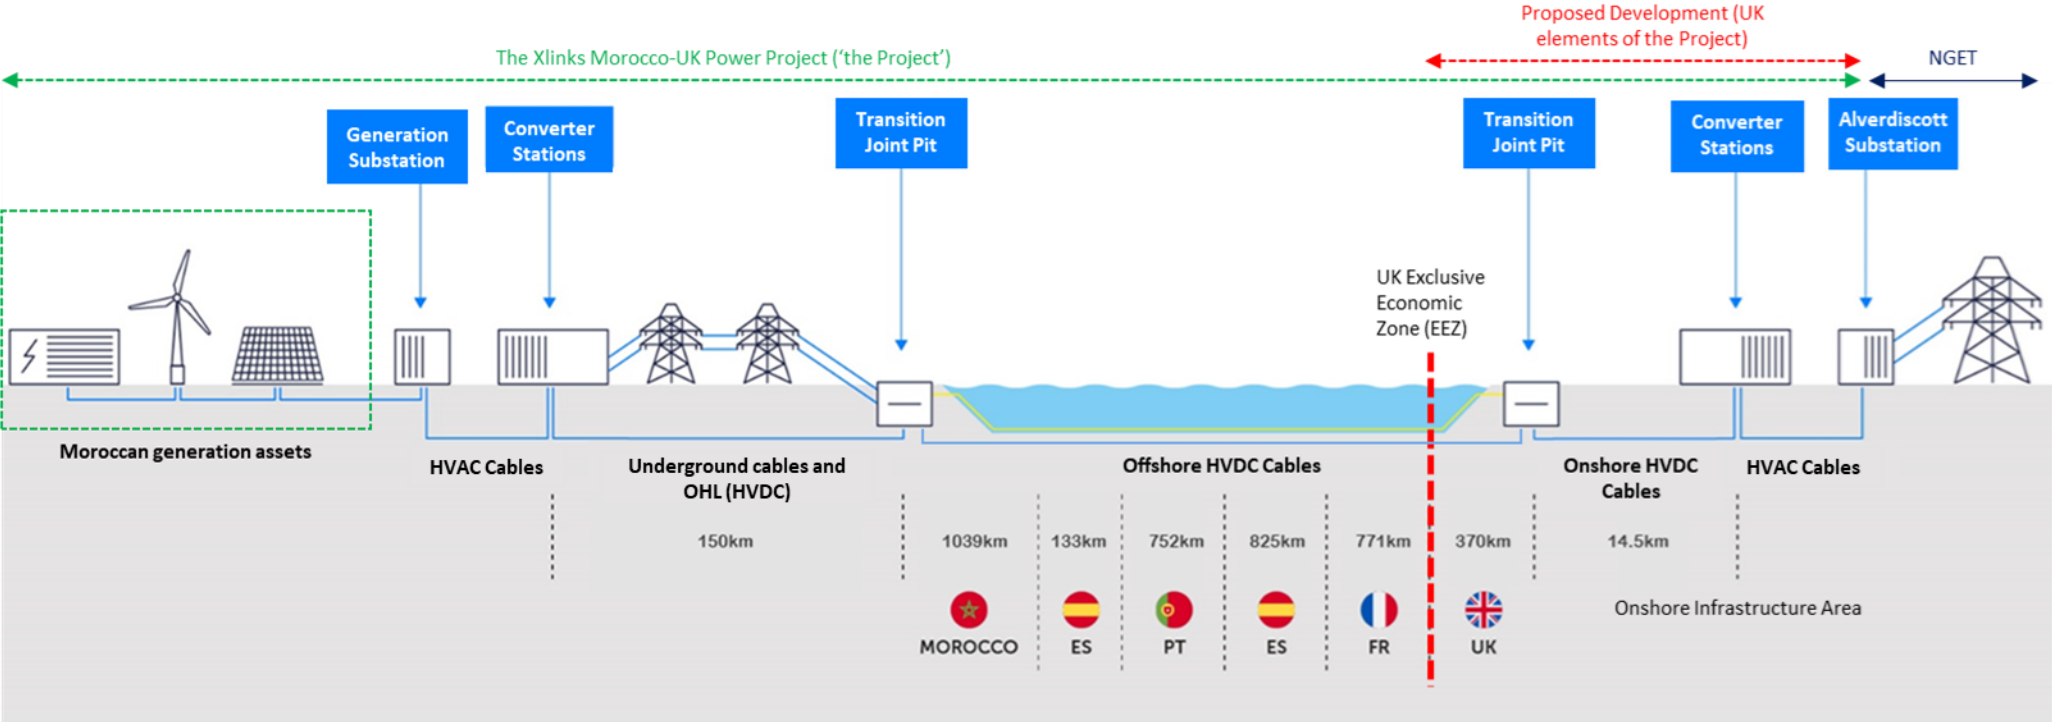 Proposed Development (UK
elements of the Project)
The Xlinks Morocco-UK Power Project (‘the Project’)
NGET
Generation
Substation
Converter
Stations
Transition
Joint Pit
Transition
Joint Pit
Converter
Stations
Alverdiscott
Substation
UK Exclusive
Economic
Zone (EEZ)
Moroccan generation assets
HVAC Cables
Underground cables and
OHL (HVDC)
Offshore HVDC Cables
Onshore HVDC
Cables
HVAC Cables
150km
1039km
133km
752km
825km
771km
370km
14.5km
Onshore Infrastructure Area
MOROCCO
ES
PT
ES
FR
UK